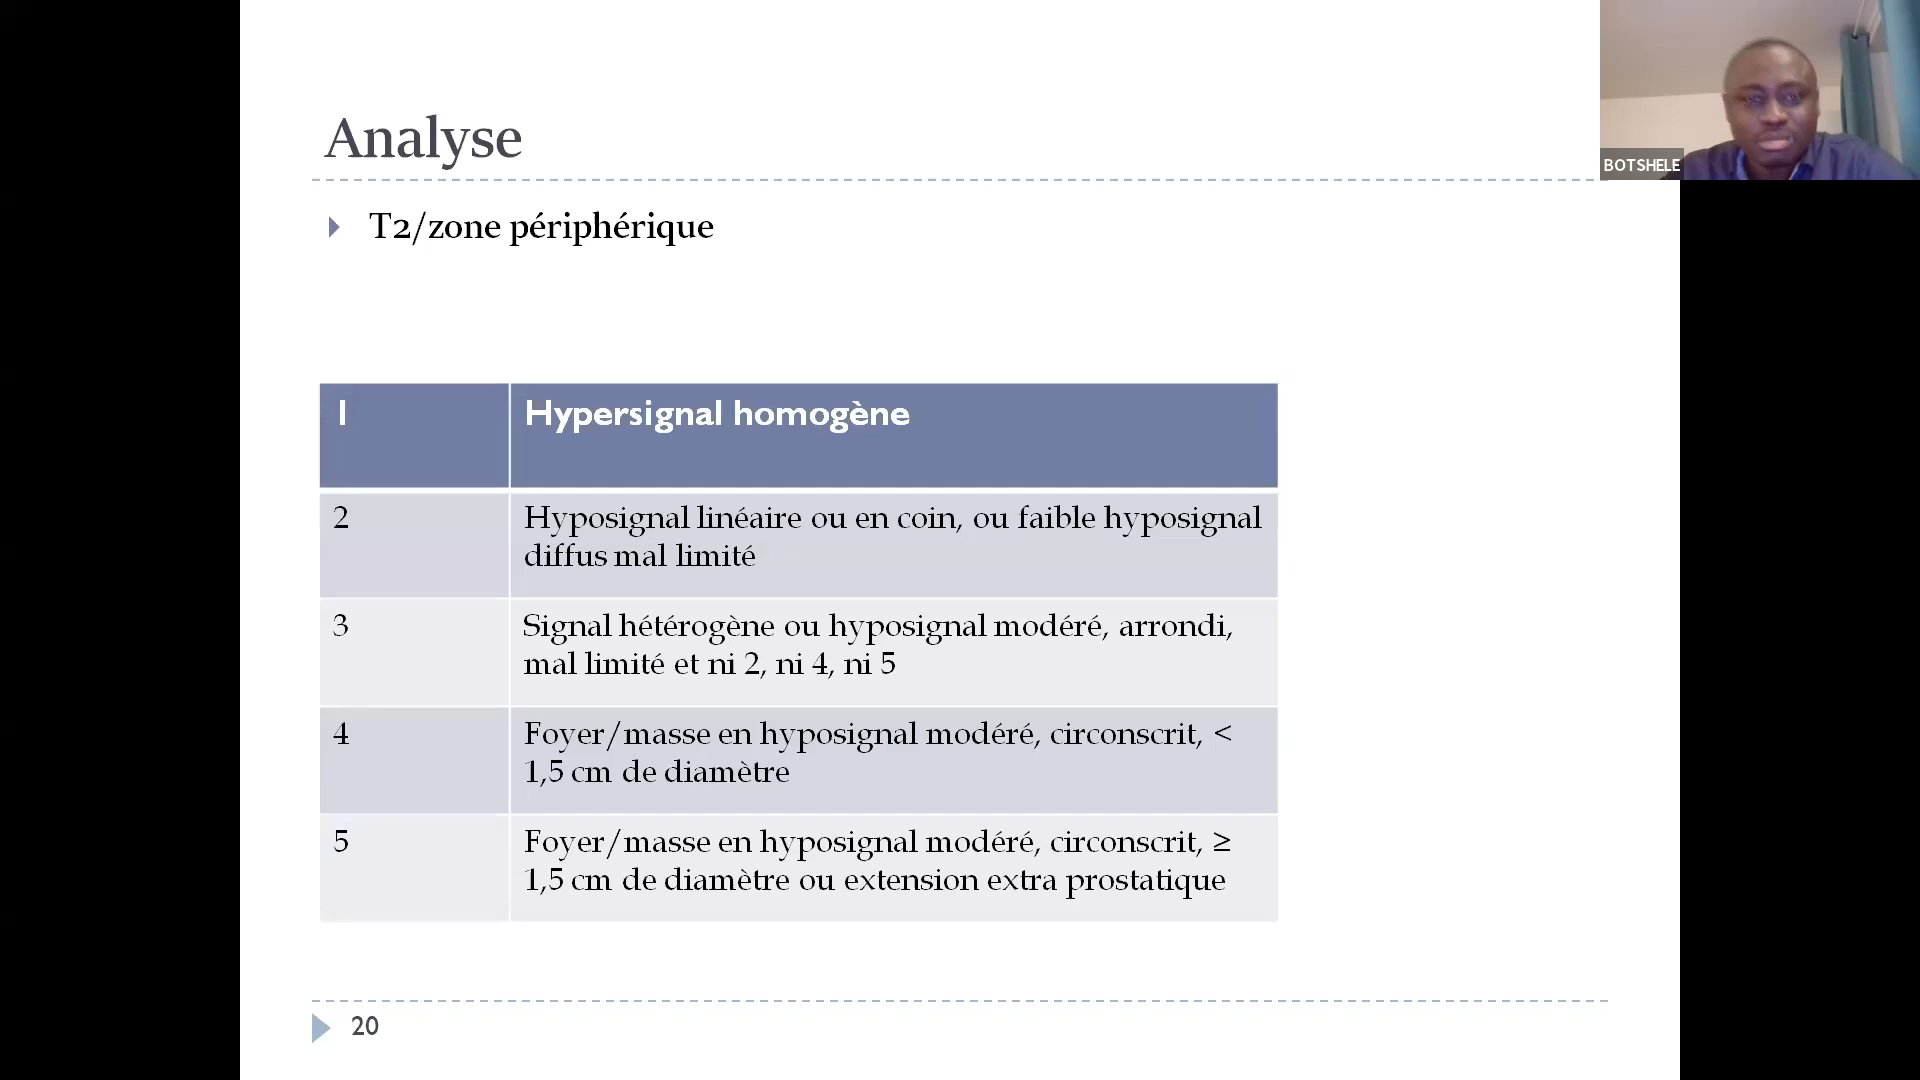 Analyse
BOTSHELE
T2/zone périphérique
1 Hypersignal homogène
2 Hyposignal linéaire ou en coin, ou faible hyposignal
diffus mal limité
3 Signal hétérogène ou hyposignal modéré, arrondi,
mal limité et ni 2, ni 4, ni 5
4 Foyer/masse en hyposignal modéré, circonscrit, <
1,5 cm de diamètre
5 Foyer/masse en hyposignal modéré, circonscrit, ≥
1,5 cm de diamètre ou extension extra prostatique
20